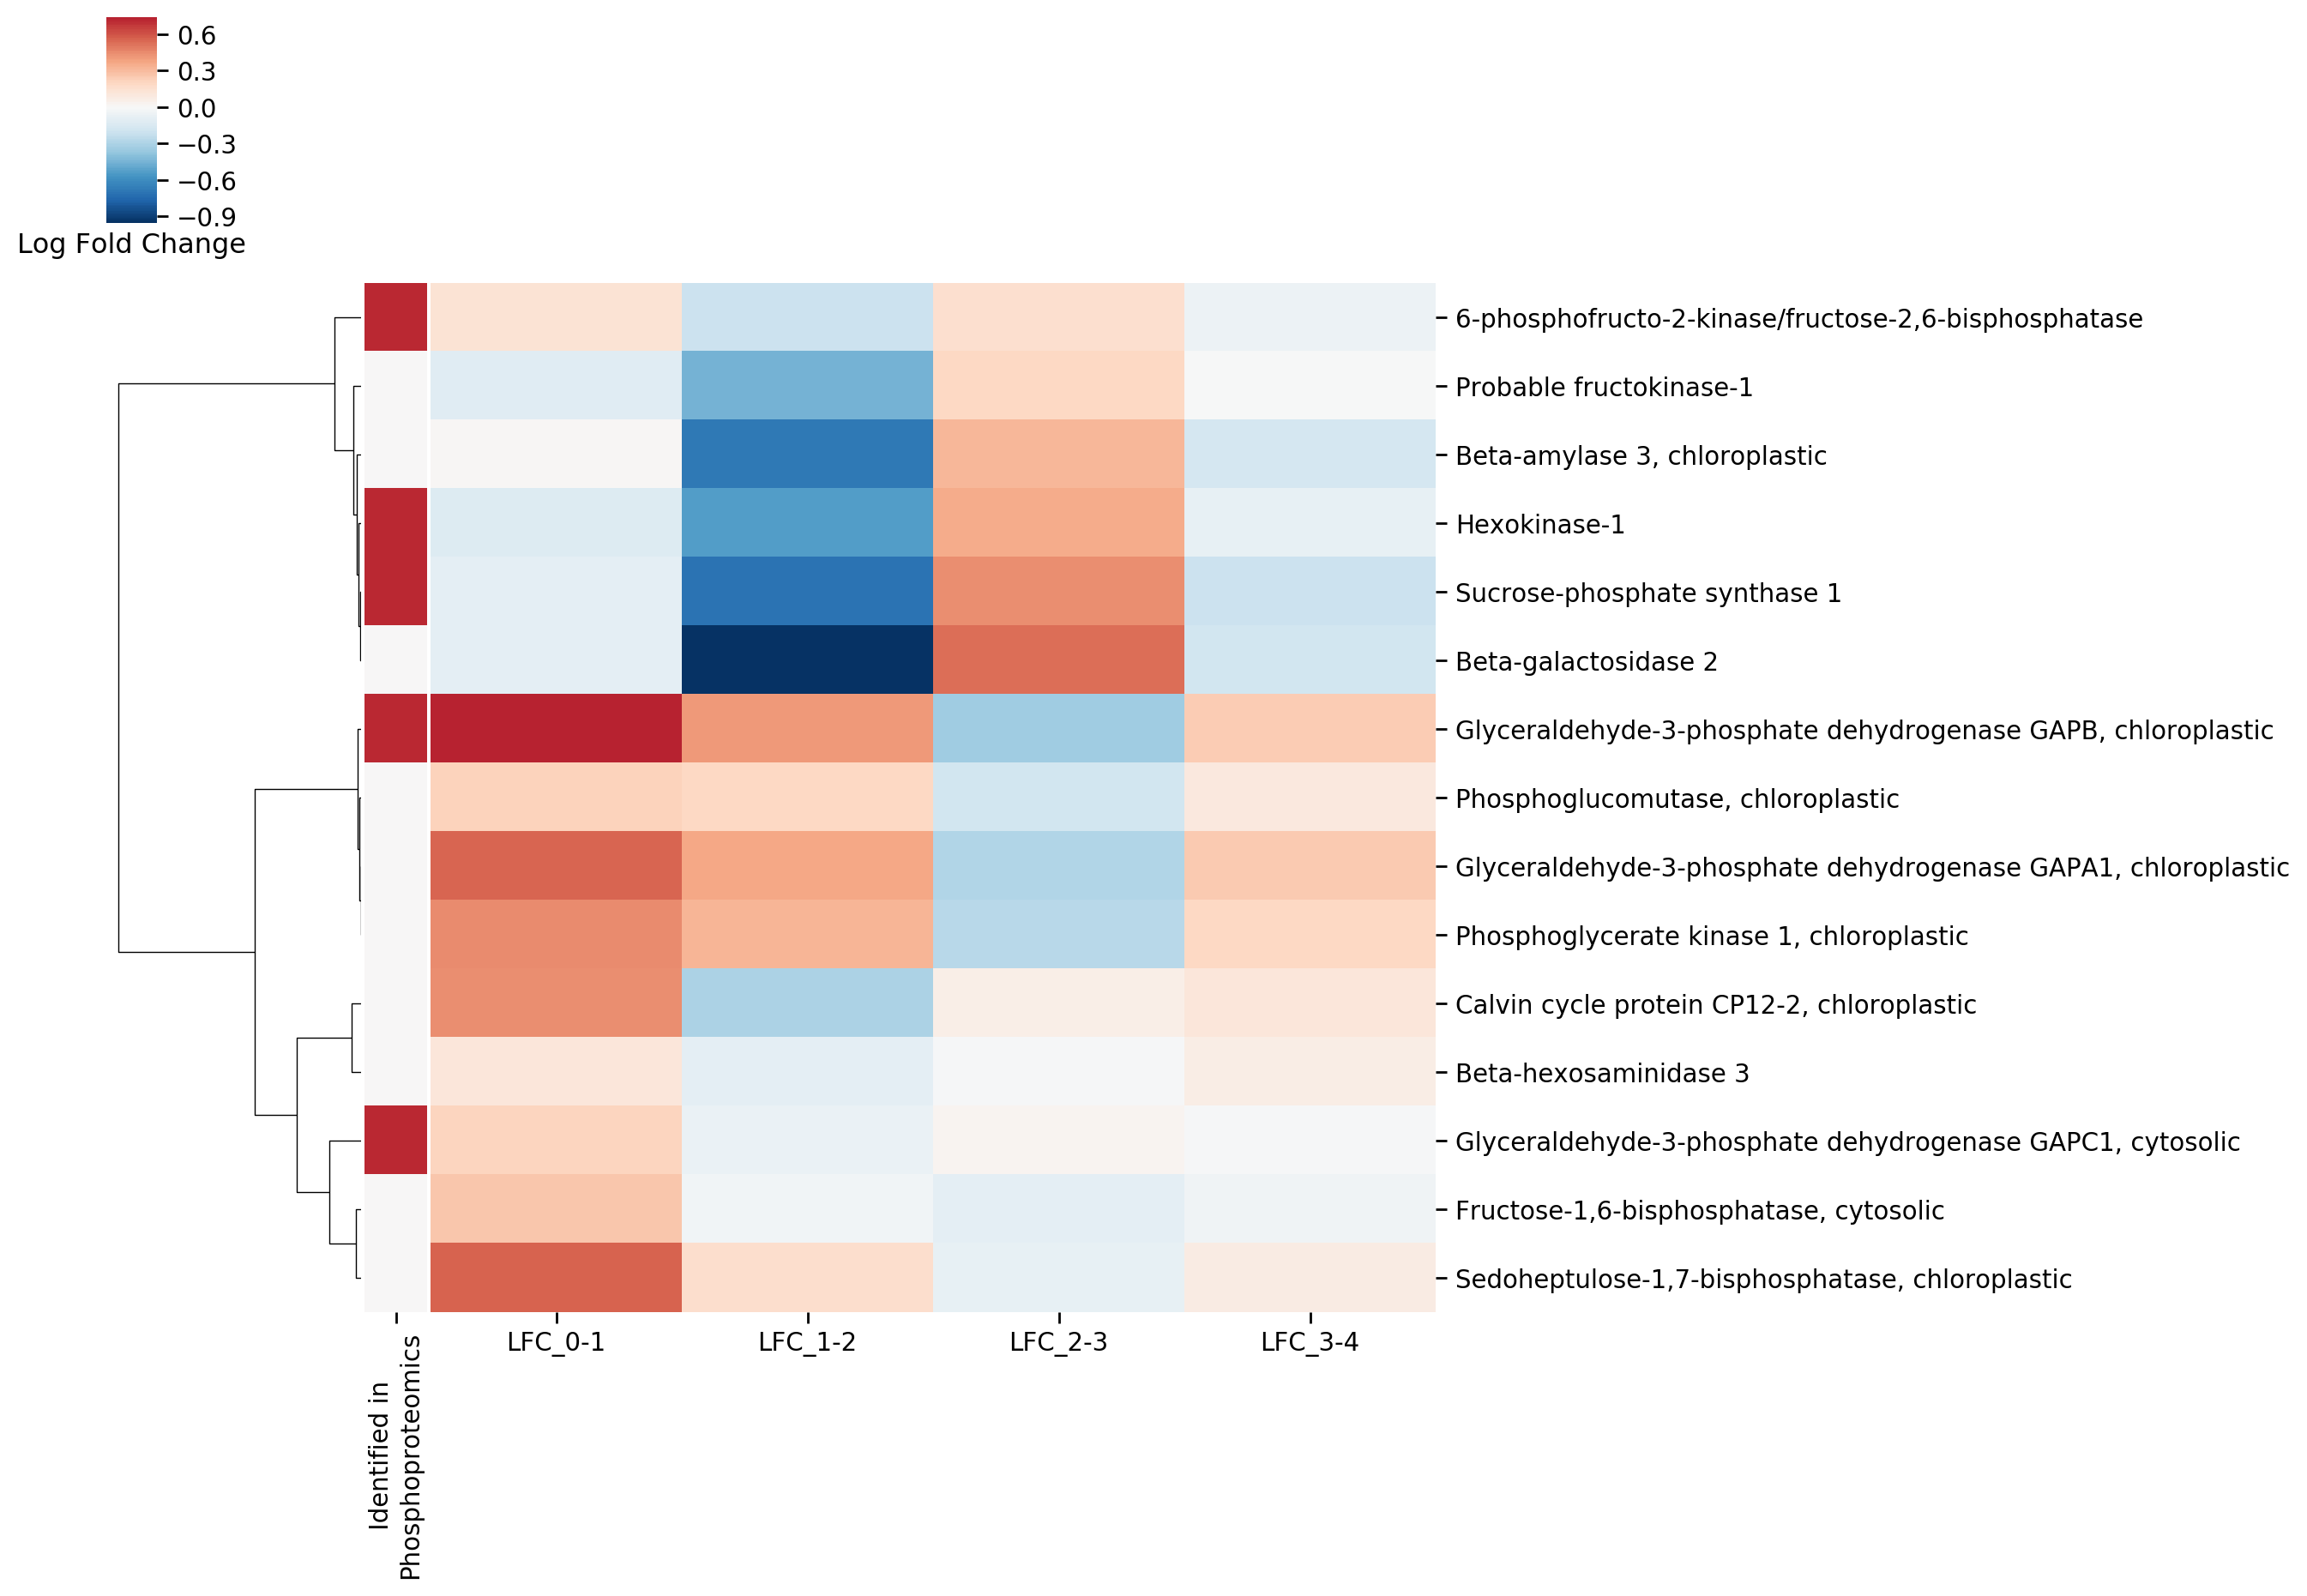 0.6
0.3
0.0
−0.3
−0.6
−0.9
Log Fold Change
6-phosphofructo-2-kinase/fructose-2,6-bisphosphatase
Probable fructokinase-1
Beta-amylase 3, chloroplastic
Hexokinase-1
Sucrose-phosphate synthase 1
Beta-galactosidase 2
Glyceraldehyde-3-phosphate dehydrogenase GAPB, chloroplastic
Phosphoglucomutase, chloroplastic
Glyceraldehyde-3-phosphate dehydrogenase GAPA1, chloroplastic
Phosphoglycerate kinase 1, chloroplastic
Calvin cycle protein CP12-2, chloroplastic
Beta-hexosaminidase 3
Glyceraldehyde-3-phosphate dehydrogenase GAPC1, cytosolic
Fructose-1,6-bisphosphatase, cytosolic
Sedoheptulose-1,7-bisphosphatase, chloroplastic
LFC_0-1
LFC_1-2
LFC_2-3
LFC_3-4
Identified in
Phosphoproteomics